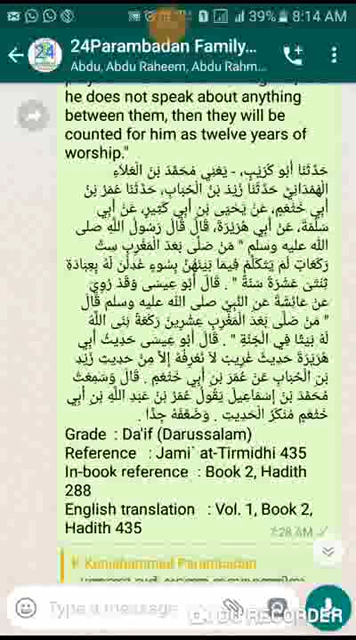 39% 8:14 AM
24Parambadan Family...
Abdu, Abdu Raheem, Abdu Rahm...
he does not speak about anything
between them, then they will be
counted for him as twelve years of
worship."
حَدَّثَنَا أَبُو كُرَيْبٍ، - يَعْنِي مُحَمَّدَ بْنَ الْعَلاَءِ
الْهَمْدَانِيَّ حَدَّثَنَا زَيْدُ بْنُ الْحُبَابِ، حَدَّثَنَا عُمَرُ بْنُ
أَبِي خَثْعَمٍ، عَنْ يَحْيَى بْنِ أَبِي كَثِيرٍ، عَنْ أَبِي
سَلَمَةَ، عَنْ أَبِي هُرَيْرَةَ، قَالَ قَالَ رَسُولُ اللَّهِ صلى
الله عليه وسلم " مَنْ صَلَّى بَعْدَ الْمَغْرِبِ سِتَّ
رَكَعَاتٍ لَمْ يَتَكَلَّمْ فِيمَا بَيْنَهُنَّ بِسُوءٍ عُدِلْنَ لَهُ بِعِبَادَةِ
ثِنْتَىْ عَشْرَةَ سَنَةً " . قَالَ أَبُو عِيسَى وَقَدْ رُوِيَ
عَنْ عَائِشَةَ عَنِ النَّبِيِّ صلى الله عليه وسلم قَالَ
" مَنْ صَلَّى بَعْدَ الْمَغْرِبِ عِشْرِينَ رَكْعَةً بَنَى اللَّهُ
لَهُ بَيْتًا فِي الْجَنَّةِ " . قَالَ أَبُو عِيسَى حَدِيثُ أَبِي
هُرَيْرَةَ حَدِيثٌ غَرِيبٌ لاَ نَعْرِفُهُ إِلاَّ مِنْ حَدِيثِ زَيْدِ
بْنِ الْحُبَابِ عَنْ عُمَرَ بْنِ أَبِي خَثْعَمٍ . قَالَ وَسَمِعْتُ
مُحَمَّدَ بْنَ إِسْمَاعِيلَ يَقُولُ عُمَرُ بْنُ عَبْدِ اللَّهِ بْنِ أَبِي
خَثْعَمٍ مُنْكَرُ الْحَدِيثِ . وَضَعَّفَهُ جِدًّا .
Grade : Da'if (Darussalam)
Reference : Jami` at-Tirmidhi 435
In-book reference : Book 2, Hadith
288
English translation : Vol. 1, Book 2,
Hadith 435
7:28 AM
Kunjuhammed Parambadan
Type a message
DU RECORDER